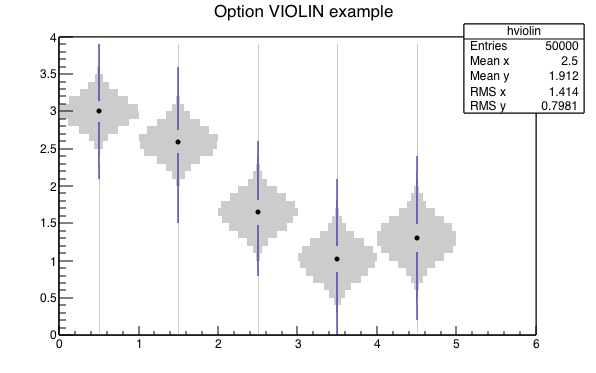 Option VIOLIN example
hviolin
Entries 50000
Mean x 2.5
Mean y 1.912
RMS x 1.414
RMS y 0.7981
4
3.5
3
2.5
2
1.5
1
0.5
0
0 1 2 3 4 5 6